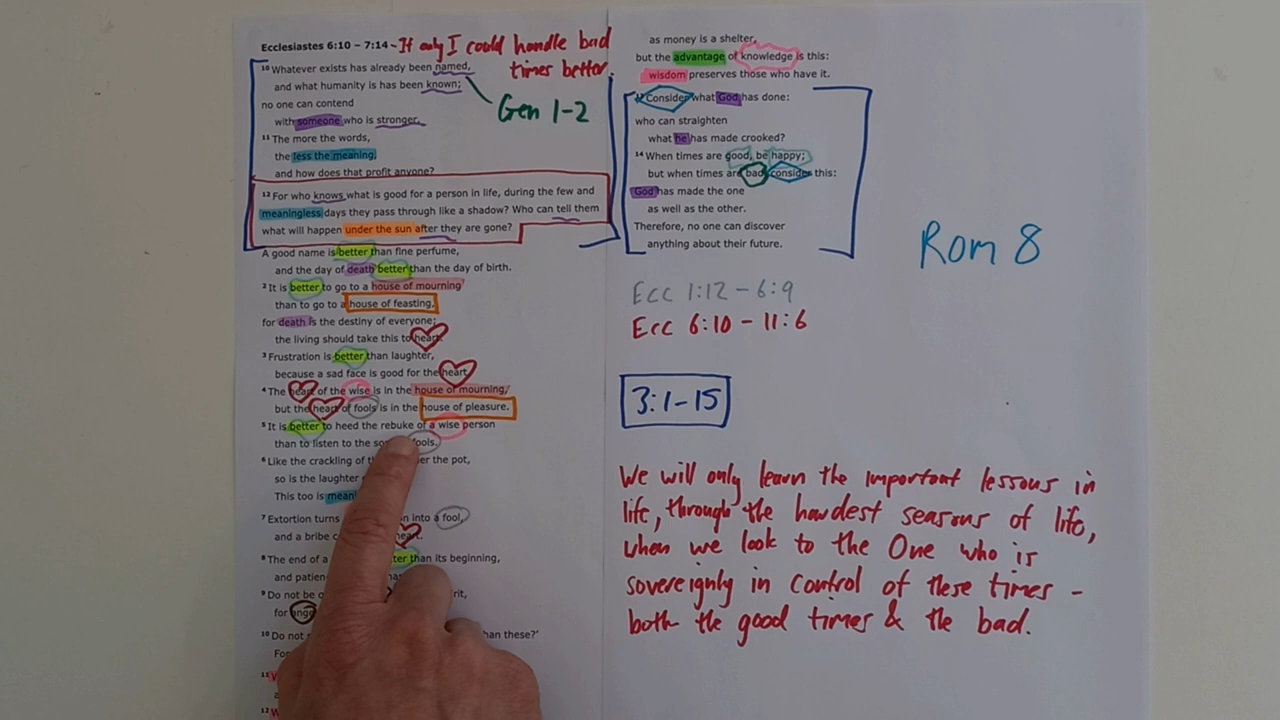 Ecclesiastes 6:10 – 7:14 - If only I could handle bad
times better.
10 Whatever exists has already been named,
and what humanity is has been known;
no one can contend
with someone who is stronger.
11 The more the words,
the less the meaning,
and how does that profit anyone?
12 For who knows what is good for a person in life, during the few and
meaningless days they pass through like a shadow? Who can tell them
what will happen under the sun after they are gone?
Gen 1-2
A good name is better than fine perfume,
and the day of death better than the day of birth.
2 It is better to go to a house of mourning
than to go to a house of feasting,
for death is the destiny of everyone;
the living should take this to heart.
3 Frustration is better than laughter,
because a sad face is good for the heart.
4 The heart of the wise is in the house of mourning,
but the heart of fools is in the house of pleasure.
5 It is better to heed the rebuke of a wise person
than to listen to the fools.
6 Like the crackling of the pot,
so is the laughter
This too is
7 Extortion turns into a fool,
and a bribe heart.
8 The end of a than its beginning,
and
9 Do not be
for
10 Do not than these?'
For
11
12
as money is a shelter,
but the advantage of knowledge is this:
wisdom preserves those who have it.
13 Consider what God has done:
who can straighten
what he has made crooked?
14 When times are good, be happy;
but when times are bad, consider this:
God has made the one
as well as the other.
Therefore, no one can discover
anything about their future.
Rom 8
Ecc 1:12 - 6:9
Ecc 6:10 - 11:6
3:1-15
We will only learn the important lessons in
life, through the hardest seasons of life,
when we look to the One who is
sovereignly in control of these times -
both the good times & the bad.